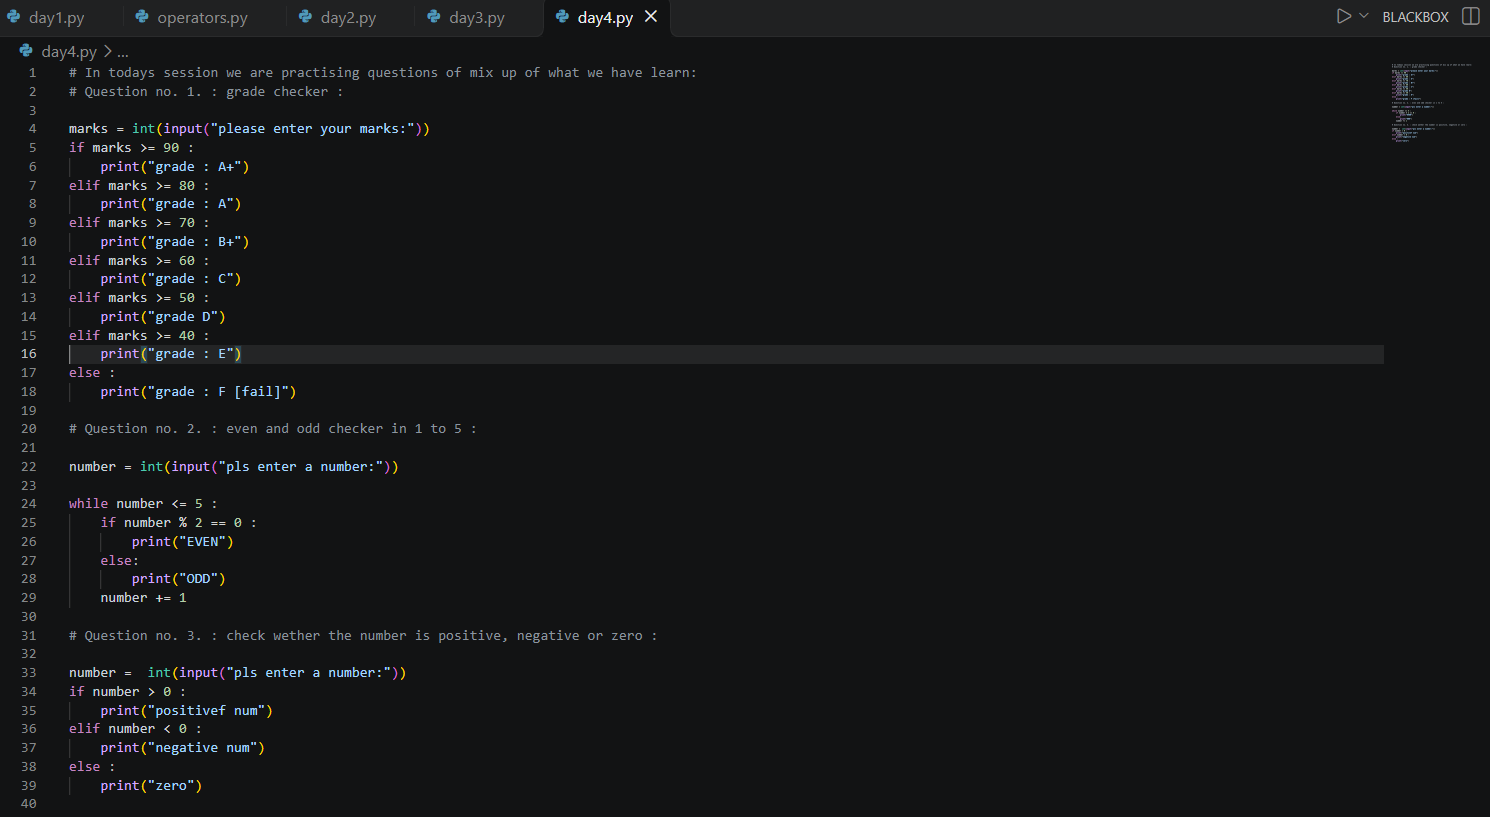 day1.py operators.py day2.py day3.py day4.py BLACKBOX
day4.py > ...
1 # In todays session we are practising questions of mix up of what we have learn:
2 # Question no. 1. : grade checker :
3
4 marks = int(input("please enter your marks:"))
5 if marks >= 90 :
6     print("grade : A+")
7 elif marks >= 80 :
8     print("grade : A")
9 elif marks >= 70 :
10     print("grade : B+")
11 elif marks >= 60 :
12     print("grade : C")
13 elif marks >= 50 :
14     print("grade D")
15 elif marks >= 40 :
16     print("grade : E")
17 else :
18     print("grade : F [fail]")
19
20 # Question no. 2. : even and odd checker in 1 to 5 :
21
22 number = int(input("pls enter a number:"))
23
24 while number <= 5 :
25     if number % 2 == 0 :
26         print("EVEN")
27     else:
28         print("ODD")
29     number += 1
30
31 # Question no. 3. : check wether the number is positive, negative or zero :
32
33 number =  int(input("pls enter a number:"))
34 if number > 0 :
35     print("positivef num")
36 elif number < 0 :
37     print("negative num")
38 else :
39     print("zero")
40